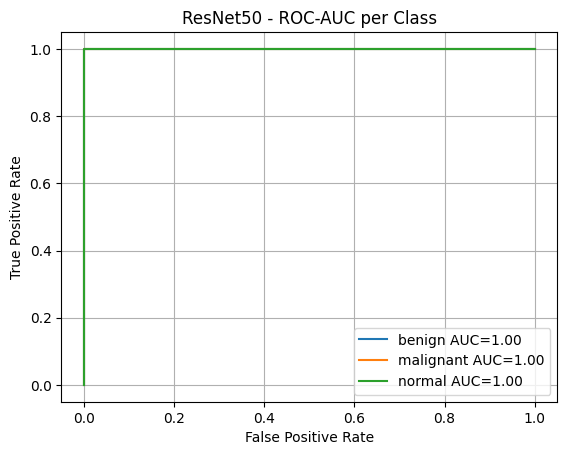 ResNet50 - ROC-AUC per Class
True Positive Rate
1.0
0.8
0.6
0.4
0.2
0.0
benign AUC=1.00
malignant AUC=1.00
normal AUC=1.00
0.0 0.2 0.4 0.6 0.8 1.0
False Positive Rate